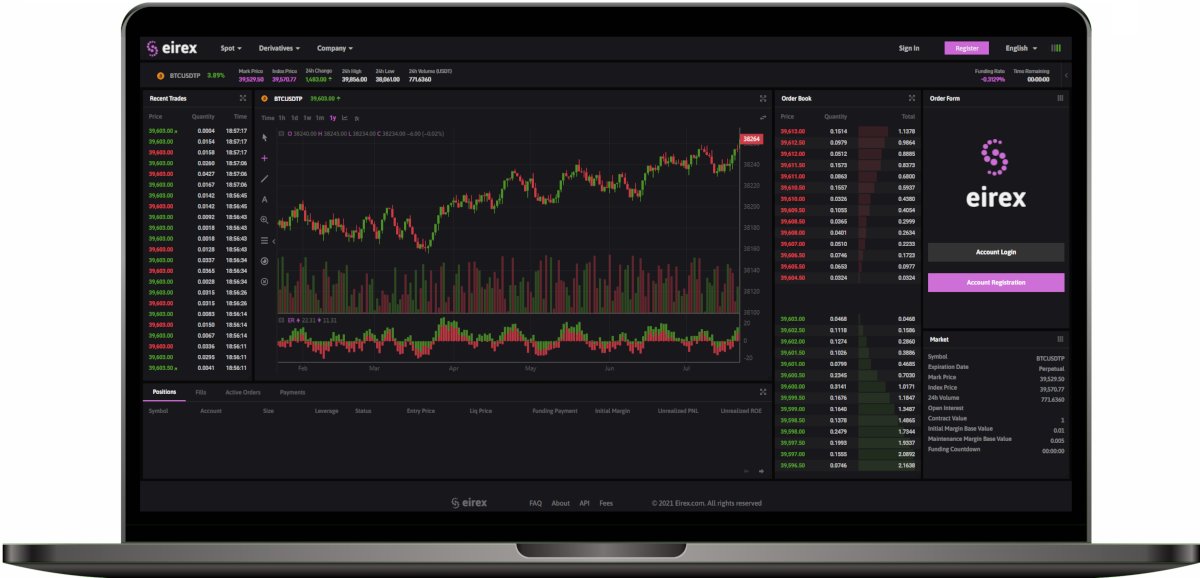 eirex Spot Derivatives Company Sign In Register English
BTCUSDTP 3.89% Mark Price 39,529.50 Index Price 39,570.77 24h Change 1,483.00 24h High 39,856.00 24h Low 38,061.00 24h Volume (USDT) 771.6360 Funding Rate -0.3129% Time Remaining 00:00:00
Recent Trades
Price Quantity Time
39,603.00 0.0004 18:57:17
39,603.00 0.0154 18:57:17
39,603.00 0.0158 18:57:17
39,603.00 0.0260 18:57:06
39,603.00 0.0427 18:57:06
39,603.00 0.0167 18:57:06
39,603.00 0.0142 18:56:45
39,603.00 0.0142 18:56:45
39,603.00 0.0092 18:56:43
39,603.00 0.0018 18:56:43
39,603.00 0.0018 18:56:43
39,603.00 0.0128 18:56:43
39,603.00 0.0337 18:56:34
39,603.00 0.0365 18:56:34
39,603.00 0.0028 18:56:34
39,603.00 0.0315 18:56:26
39,603.00 0.0315 18:56:26
39,603.00 0.0083 18:56:14
39,603.00 0.0150 18:56:14
39,603.00 0.0067 18:56:14
39,603.00 0.0336 18:56:11
39,603.00 0.0295 18:56:11
39,603.50 0.0041 18:56:11
BTCUSDTP 39,603.00
Time 1h 1d 1w 1m 1y
O 38240.00 H 38245.00 L 38234.00 C 38234.00 -6.00 (-0.02%)
38264
38240
38220
38200
38180
38160
38140
38120
38100
ER 22.31 11.31
20
0
-20
Feb Mar Apr May Jun Jul
Order Book
Price Quantity Total
39,613.00 0.1514 1.1378
39,612.50 0.0979 0.9864
39,612.00 0.0512 0.8885
39,611.50 0.1573 0.8373
39,611.00 0.0863 0.6800
39,610.50 0.1557 0.5937
39,610.00 0.0326 0.4380
39,609.50 0.1055 0.4054
39,608.50 0.0365 0.2999
39,608.00 0.0401 0.2634
39,607.00 0.0510 0.2233
39,606.50 0.0746 0.1723
39,605.50 0.0653 0.0977
39,604.50 0.0324 0.0324
39,603.00 0.0468 0.0468
39,602.50 0.1118 0.1586
39,602.00 0.1274 0.2860
39,601.50 0.1026 0.3886
39,601.00 0.0799 0.4685
39,600.50 0.2345 0.7030
39,600.00 0.3141 1.0171
39,599.50 0.1676 1.1847
39,599.00 0.1640 1.3487
39,598.50 0.1378 1.4865
39,598.00 0.2479 1.7344
39,597.50 0.1993 1.9337
39,597.00 0.1555 2.0892
39,596.50 0.0746 2.1638
Order Form
eirex
Account Login
Account Registration
Market
Symbol BTCUSDTP
Expiration Date Perpetual
Mark Price 39,529.50
Index Price 39,570.77
24h Volume 771.6360
Open Interest
Contract Value 1
Initial Margin Base Value 0.01
Maintenance Margin Base Value 0.005
Funding Countdown 00:00:00
Positions Fills Active Orders Payments
Symbol Account Size Leverage Status Entry Price Liq Price Funding Payment Initial Margin Unrealised PNL Unrealised ROE
eirex FAQ About API Fees © 2021 Eirex.com. All rights reserved